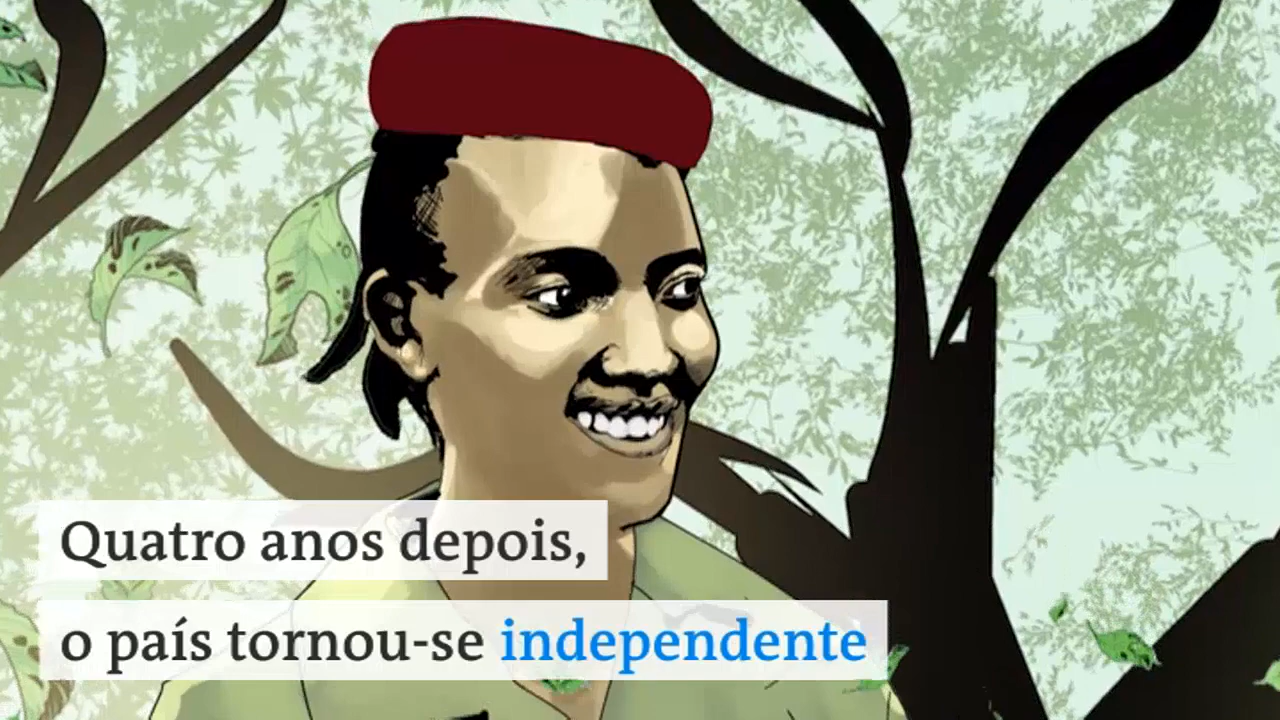 Quatro anos depois,
o país tornou-se independente